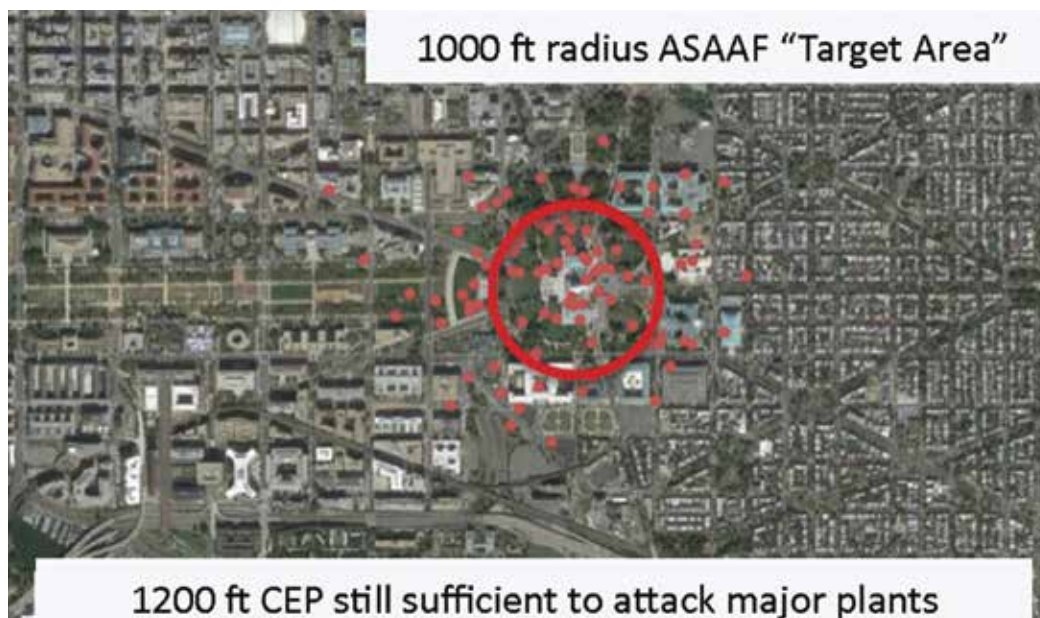 1000 ft radius ASAAF “Target Area”
1200 ft CEP still sufficient to attack major plants